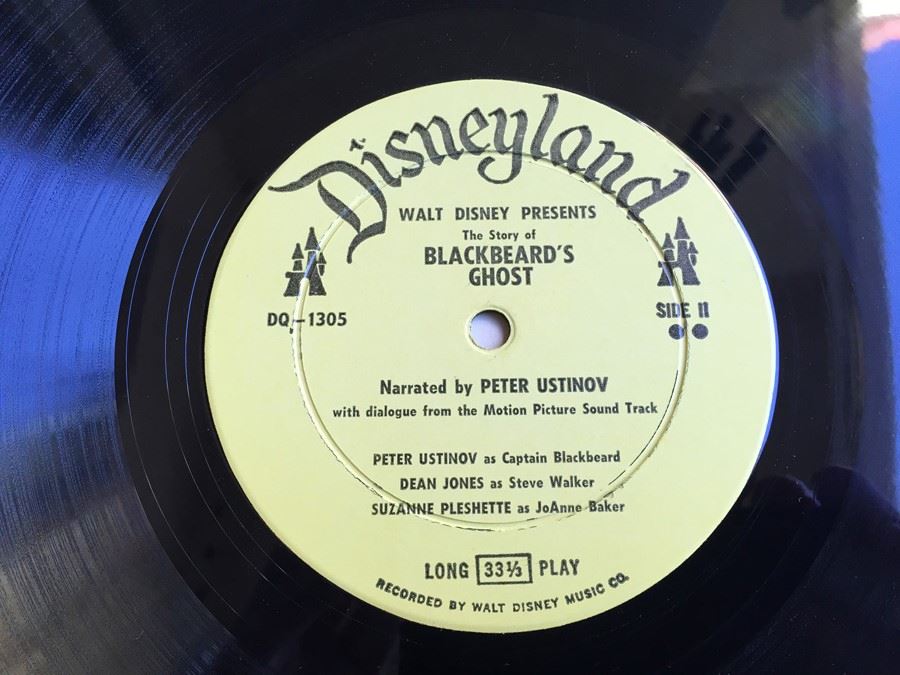 Disneyland
WALT DISNEY PRESENTS
The Story of
BLACKBEARD'S
GHOST
DQ-1305
SIDE II
Narrated by PETER USTINOV
with dialogue from the Motion Picture Sound Track
PETER USTINOV as Captain Blackbeard
DEAN JONES as Steve Walker
SUZANNE PLESHETTE as JoAnne Baker
LONG 33⅓ PLAY
RECORDED BY WALT DISNEY MUSIC CO.